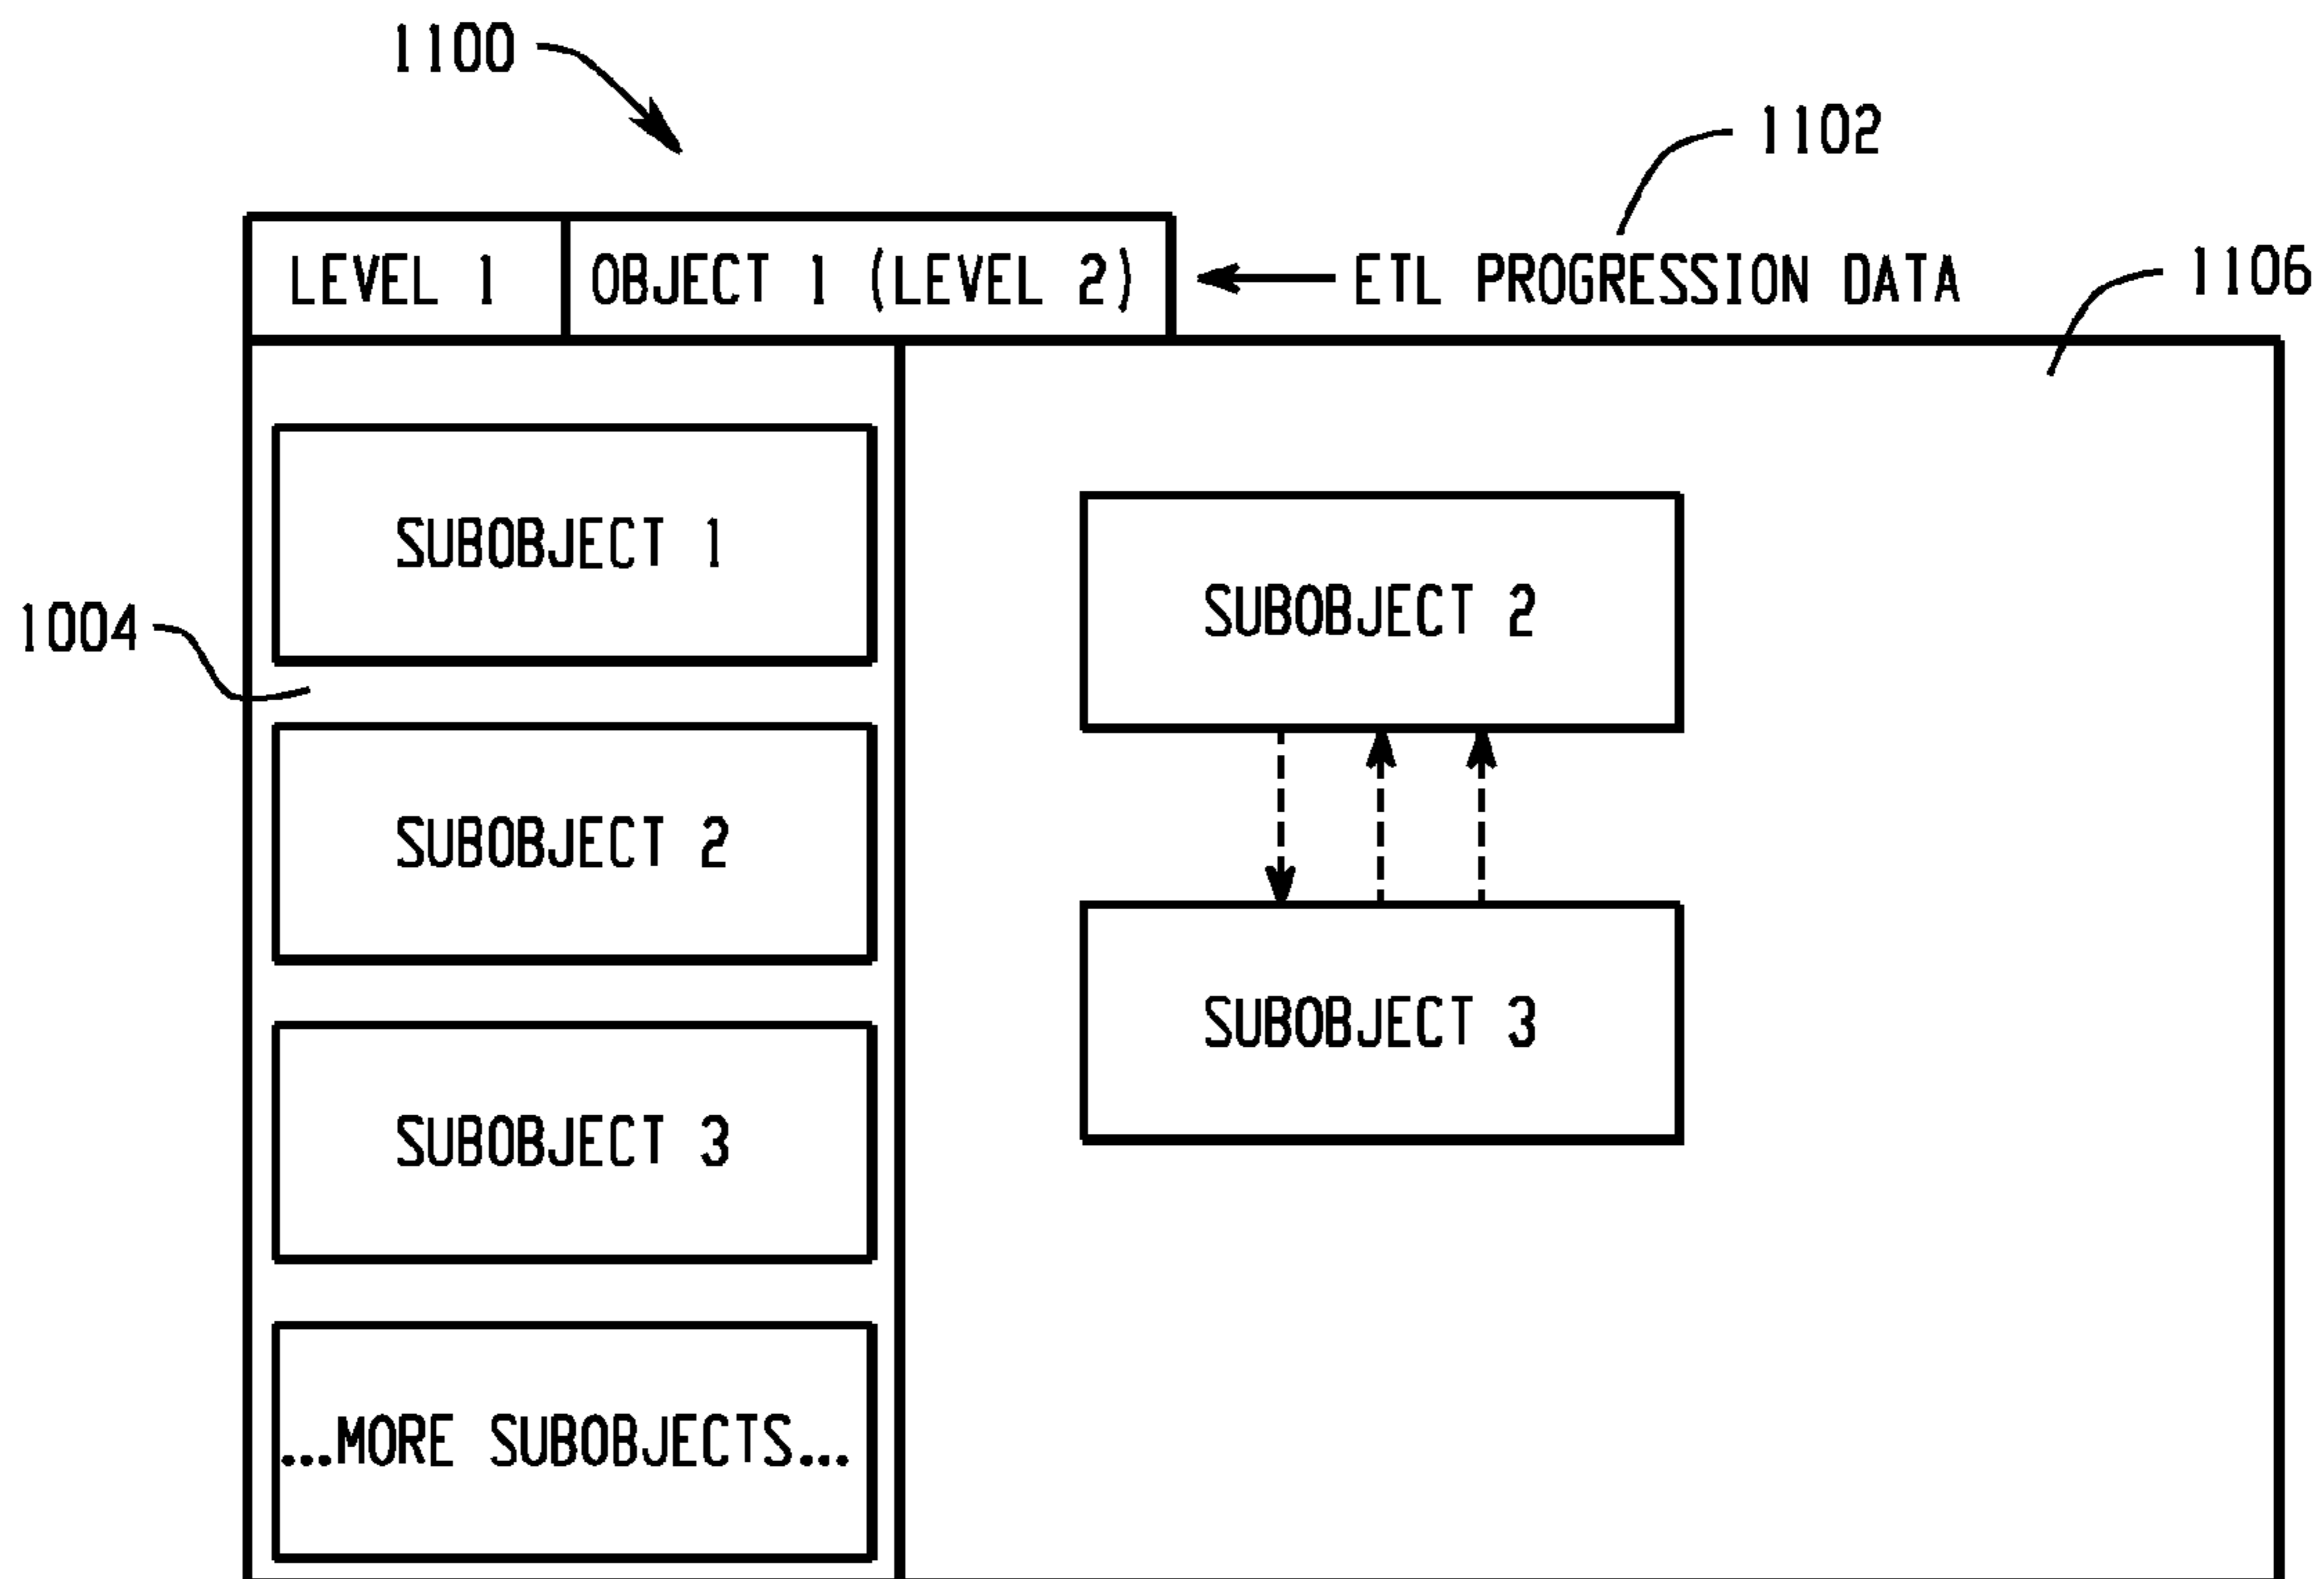 1100
1102
LEVEL 1 OBJECT 1 (LEVEL 2) ETL PROGRESSION DATA
1106
SUBOBJECT 1
SUBOBJECT 2
1004
SUBOBJECT 2
SUBOBJECT 3
SUBOBJECT 3
...MORE SUBOBJECTS...